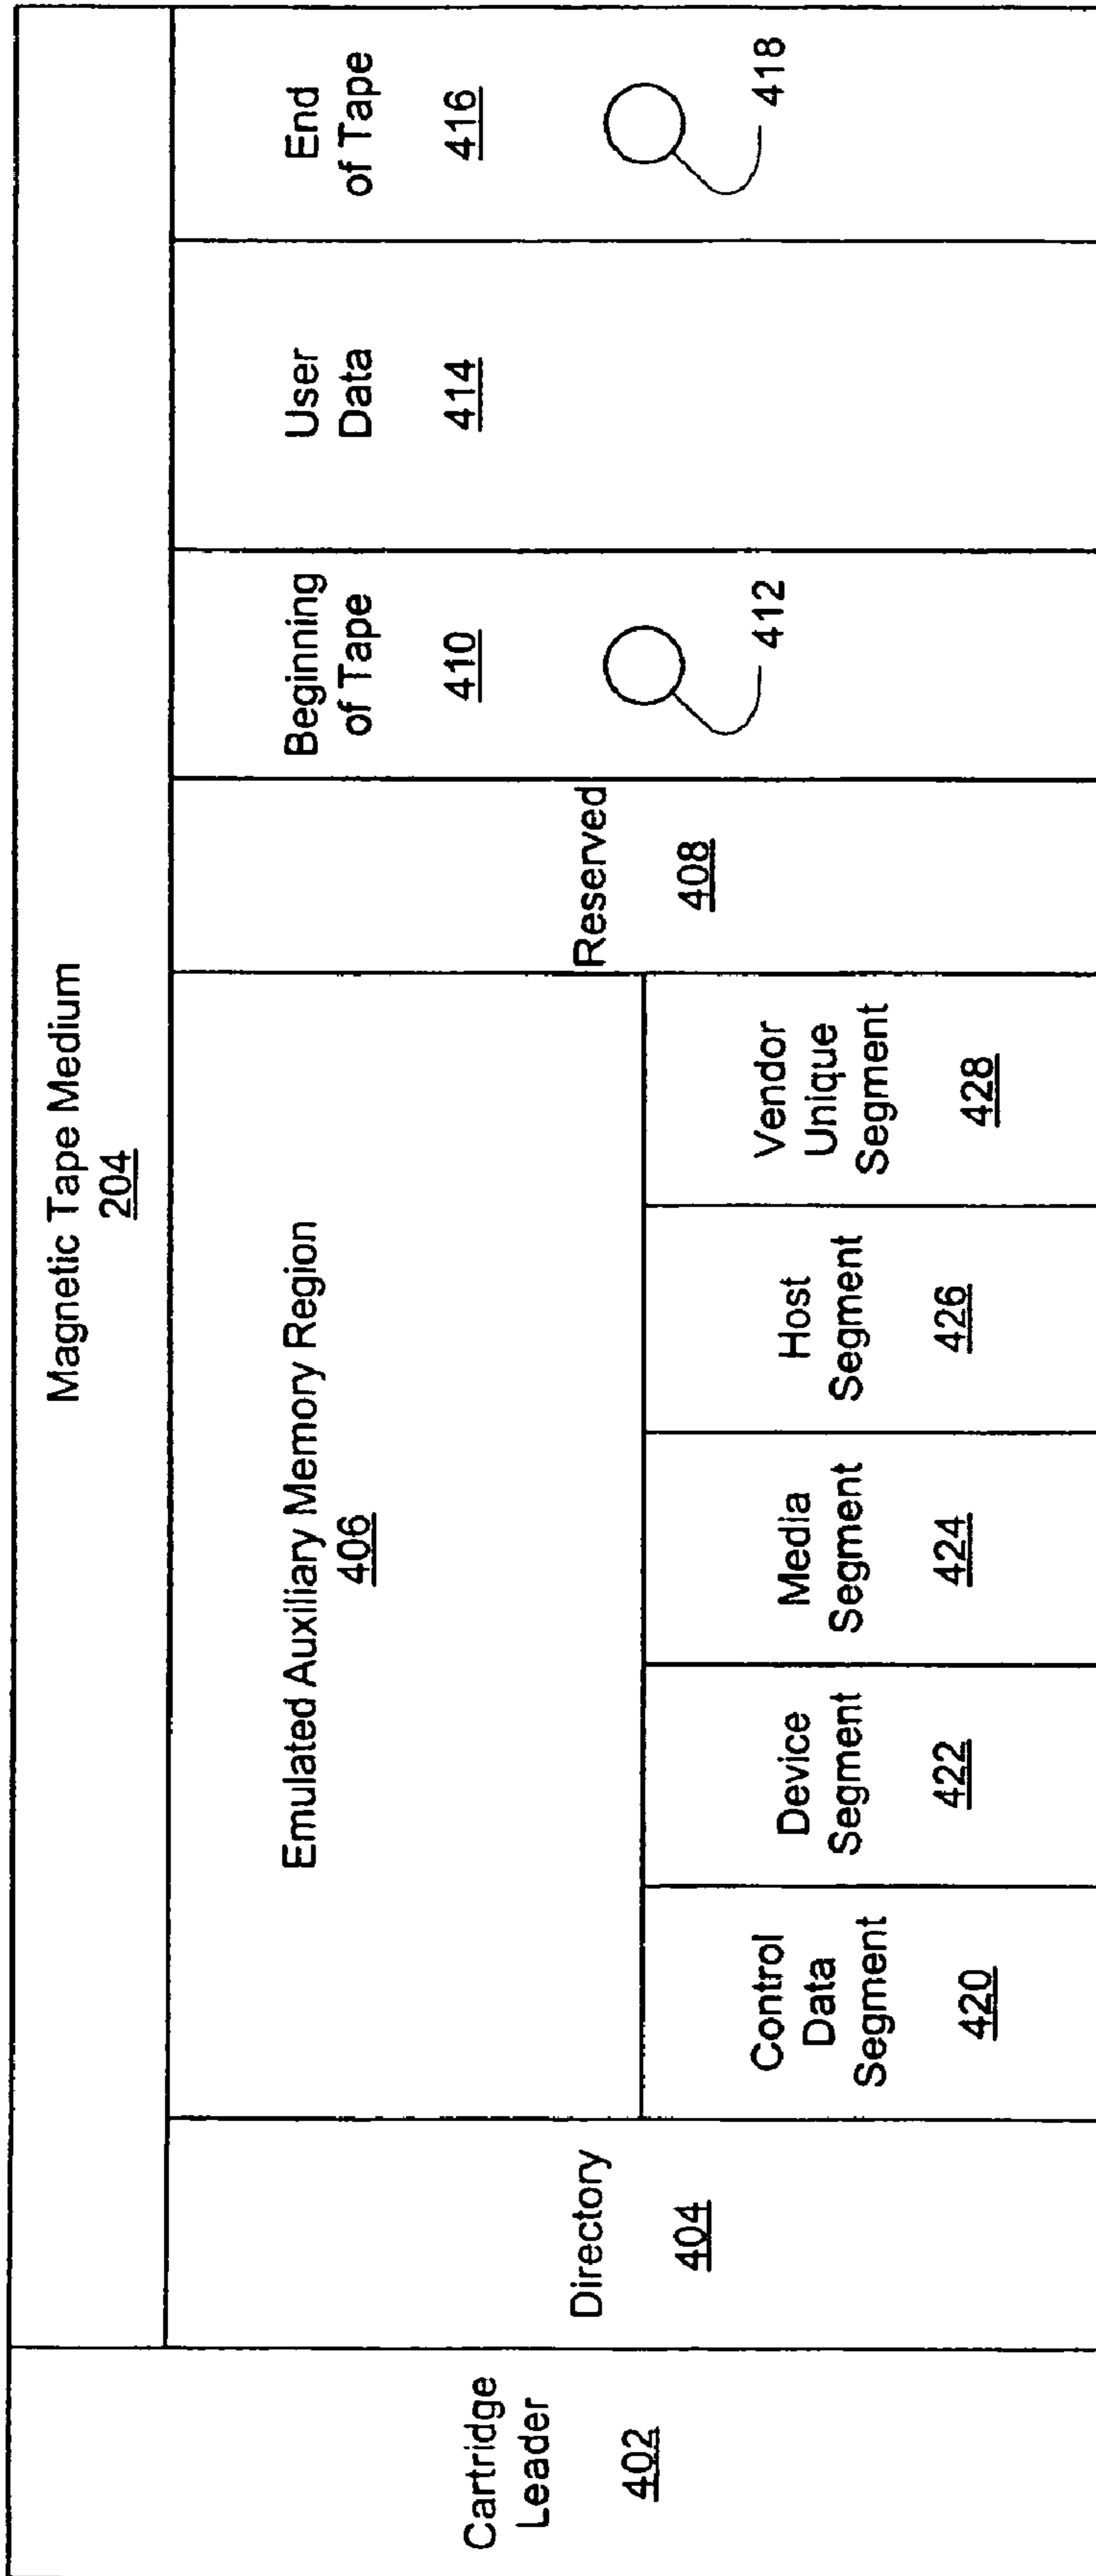 Magnetic Tape Medium
204
Cartridge
Leader
402
Directory
404
Emulated Auxiliary Memory Region
406
Control
Data
Segment
420
Device
Segment
422
Media
Segment
424
Host
Segment
426
Vendor
Unique
Segment
428
Reserved
408
Beginning
of Tape
410
412
User
Data
414
End
of Tape
416
418